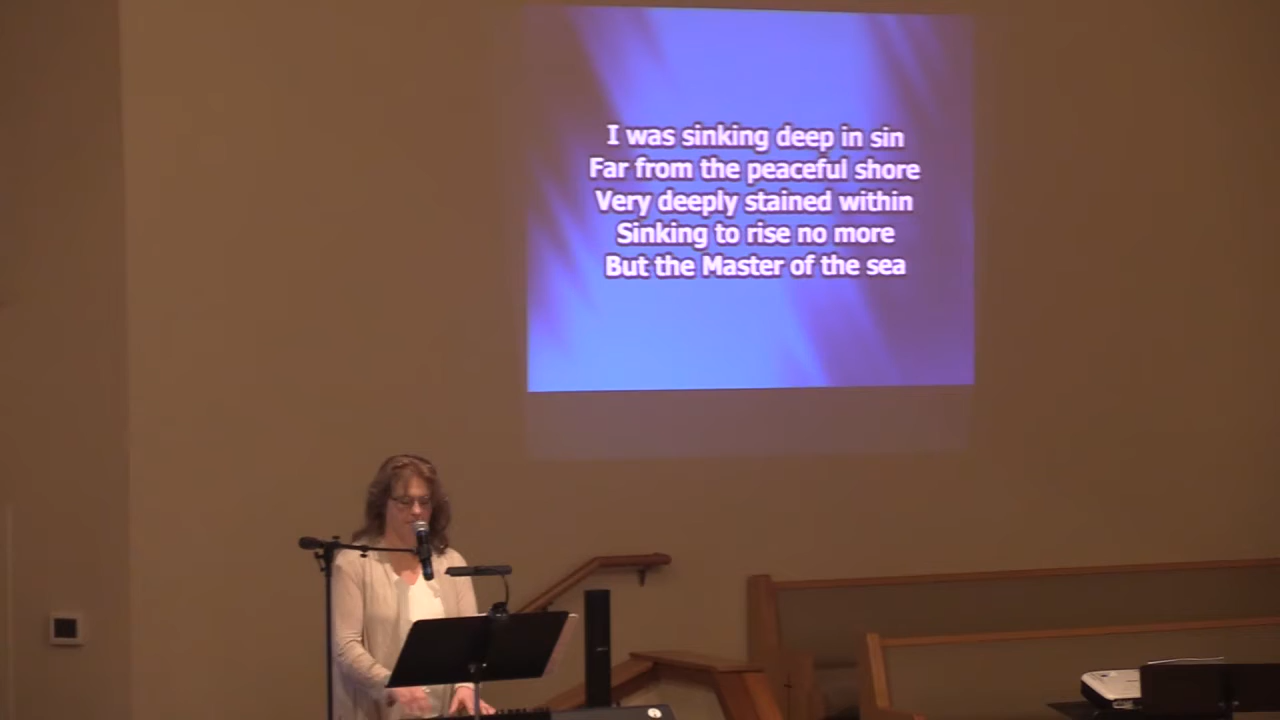 I was sinking deep in sin
Far from the peaceful shore
Very deeply stained within
Sinking to rise no more
But the Master of the sea